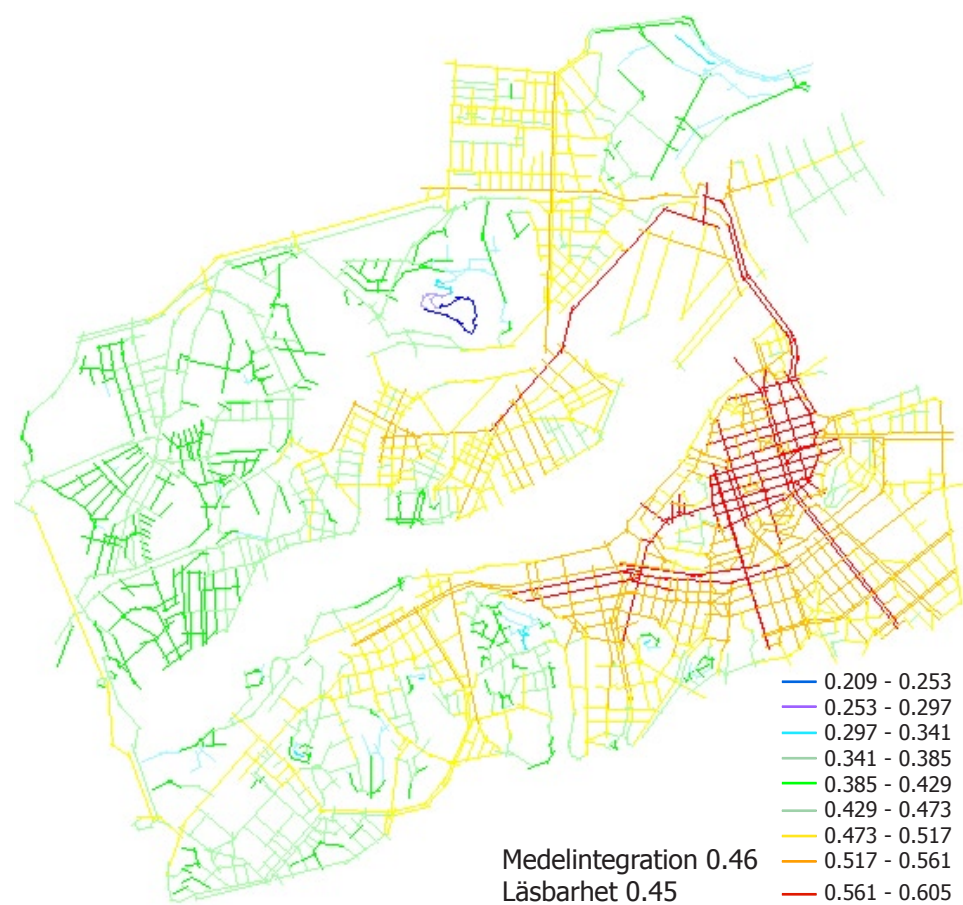 0.209 - 0.253
0.253 - 0.297
0.297 - 0.341
0.341 - 0.385
0.385 - 0.429
0.429 - 0.473
0.473 - 0.517
0.517 - 0.561
0.561 - 0.605
Medelintegration 0.46
Läsbarhet 0.45